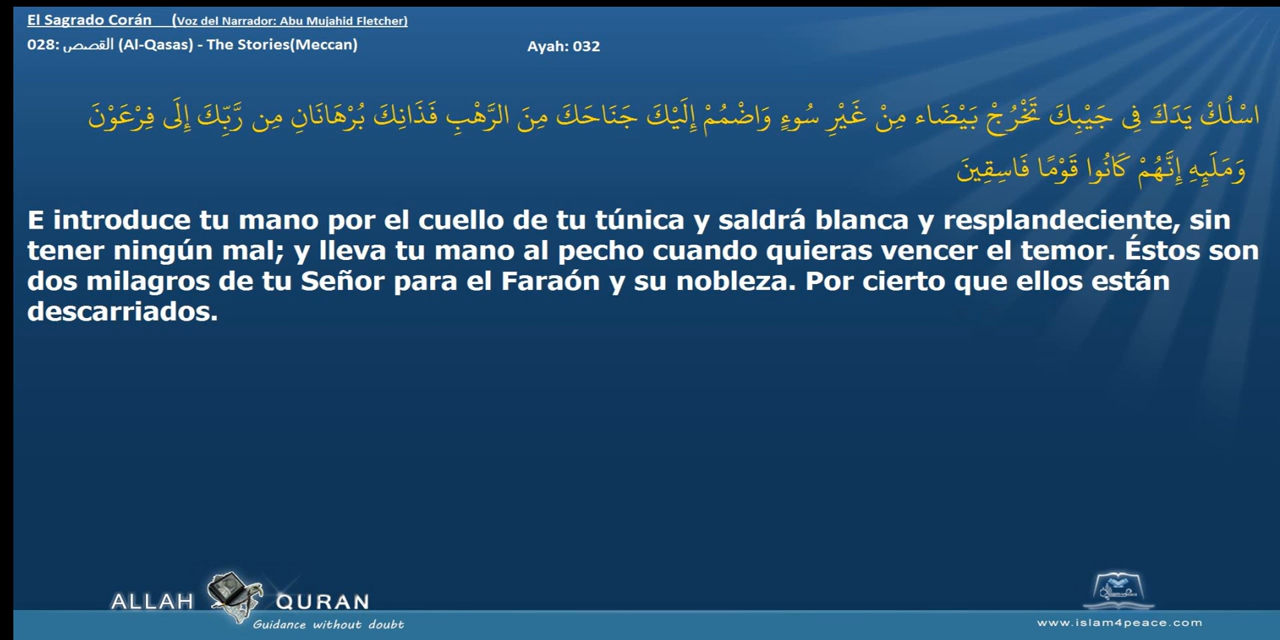 El Sagrado Corán (Voz del Narrador: Abu Mujahid Fletcher)
028: القصص (Al-Qasas) - The Stories(Meccan) Ayah: 032
اسْلُكْ يَدَكَ فِي جَيْبِكَ تَخْرُجْ بَيْضَاء مِنْ غَيْرِ سُوءٍ وَاضْمُمْ إِلَيْكَ جَنَاحَكَ مِنَ الرَّهْبِ فَذَانِكَ بُرْهَانَانِ مِن رَّبِّكَ إِلَى فِرْعَوْنَ
وَمَلَئِهِ إِنَّهُمْ كَانُوا قَوْمًا فَاسِقِينَ
E introduce tu mano por el cuello de tu túnica y saldrá blanca y resplandeciente, sin
tener ningún mal; y lleva tu mano al pecho cuando quieras vencer el temor. Éstos son
dos milagros de tu Señor para el Faraón y su nobleza. Por cierto que ellos están
descarriados.
ALLAH QURAN
Guidance without doubt
www.islam4peace.com